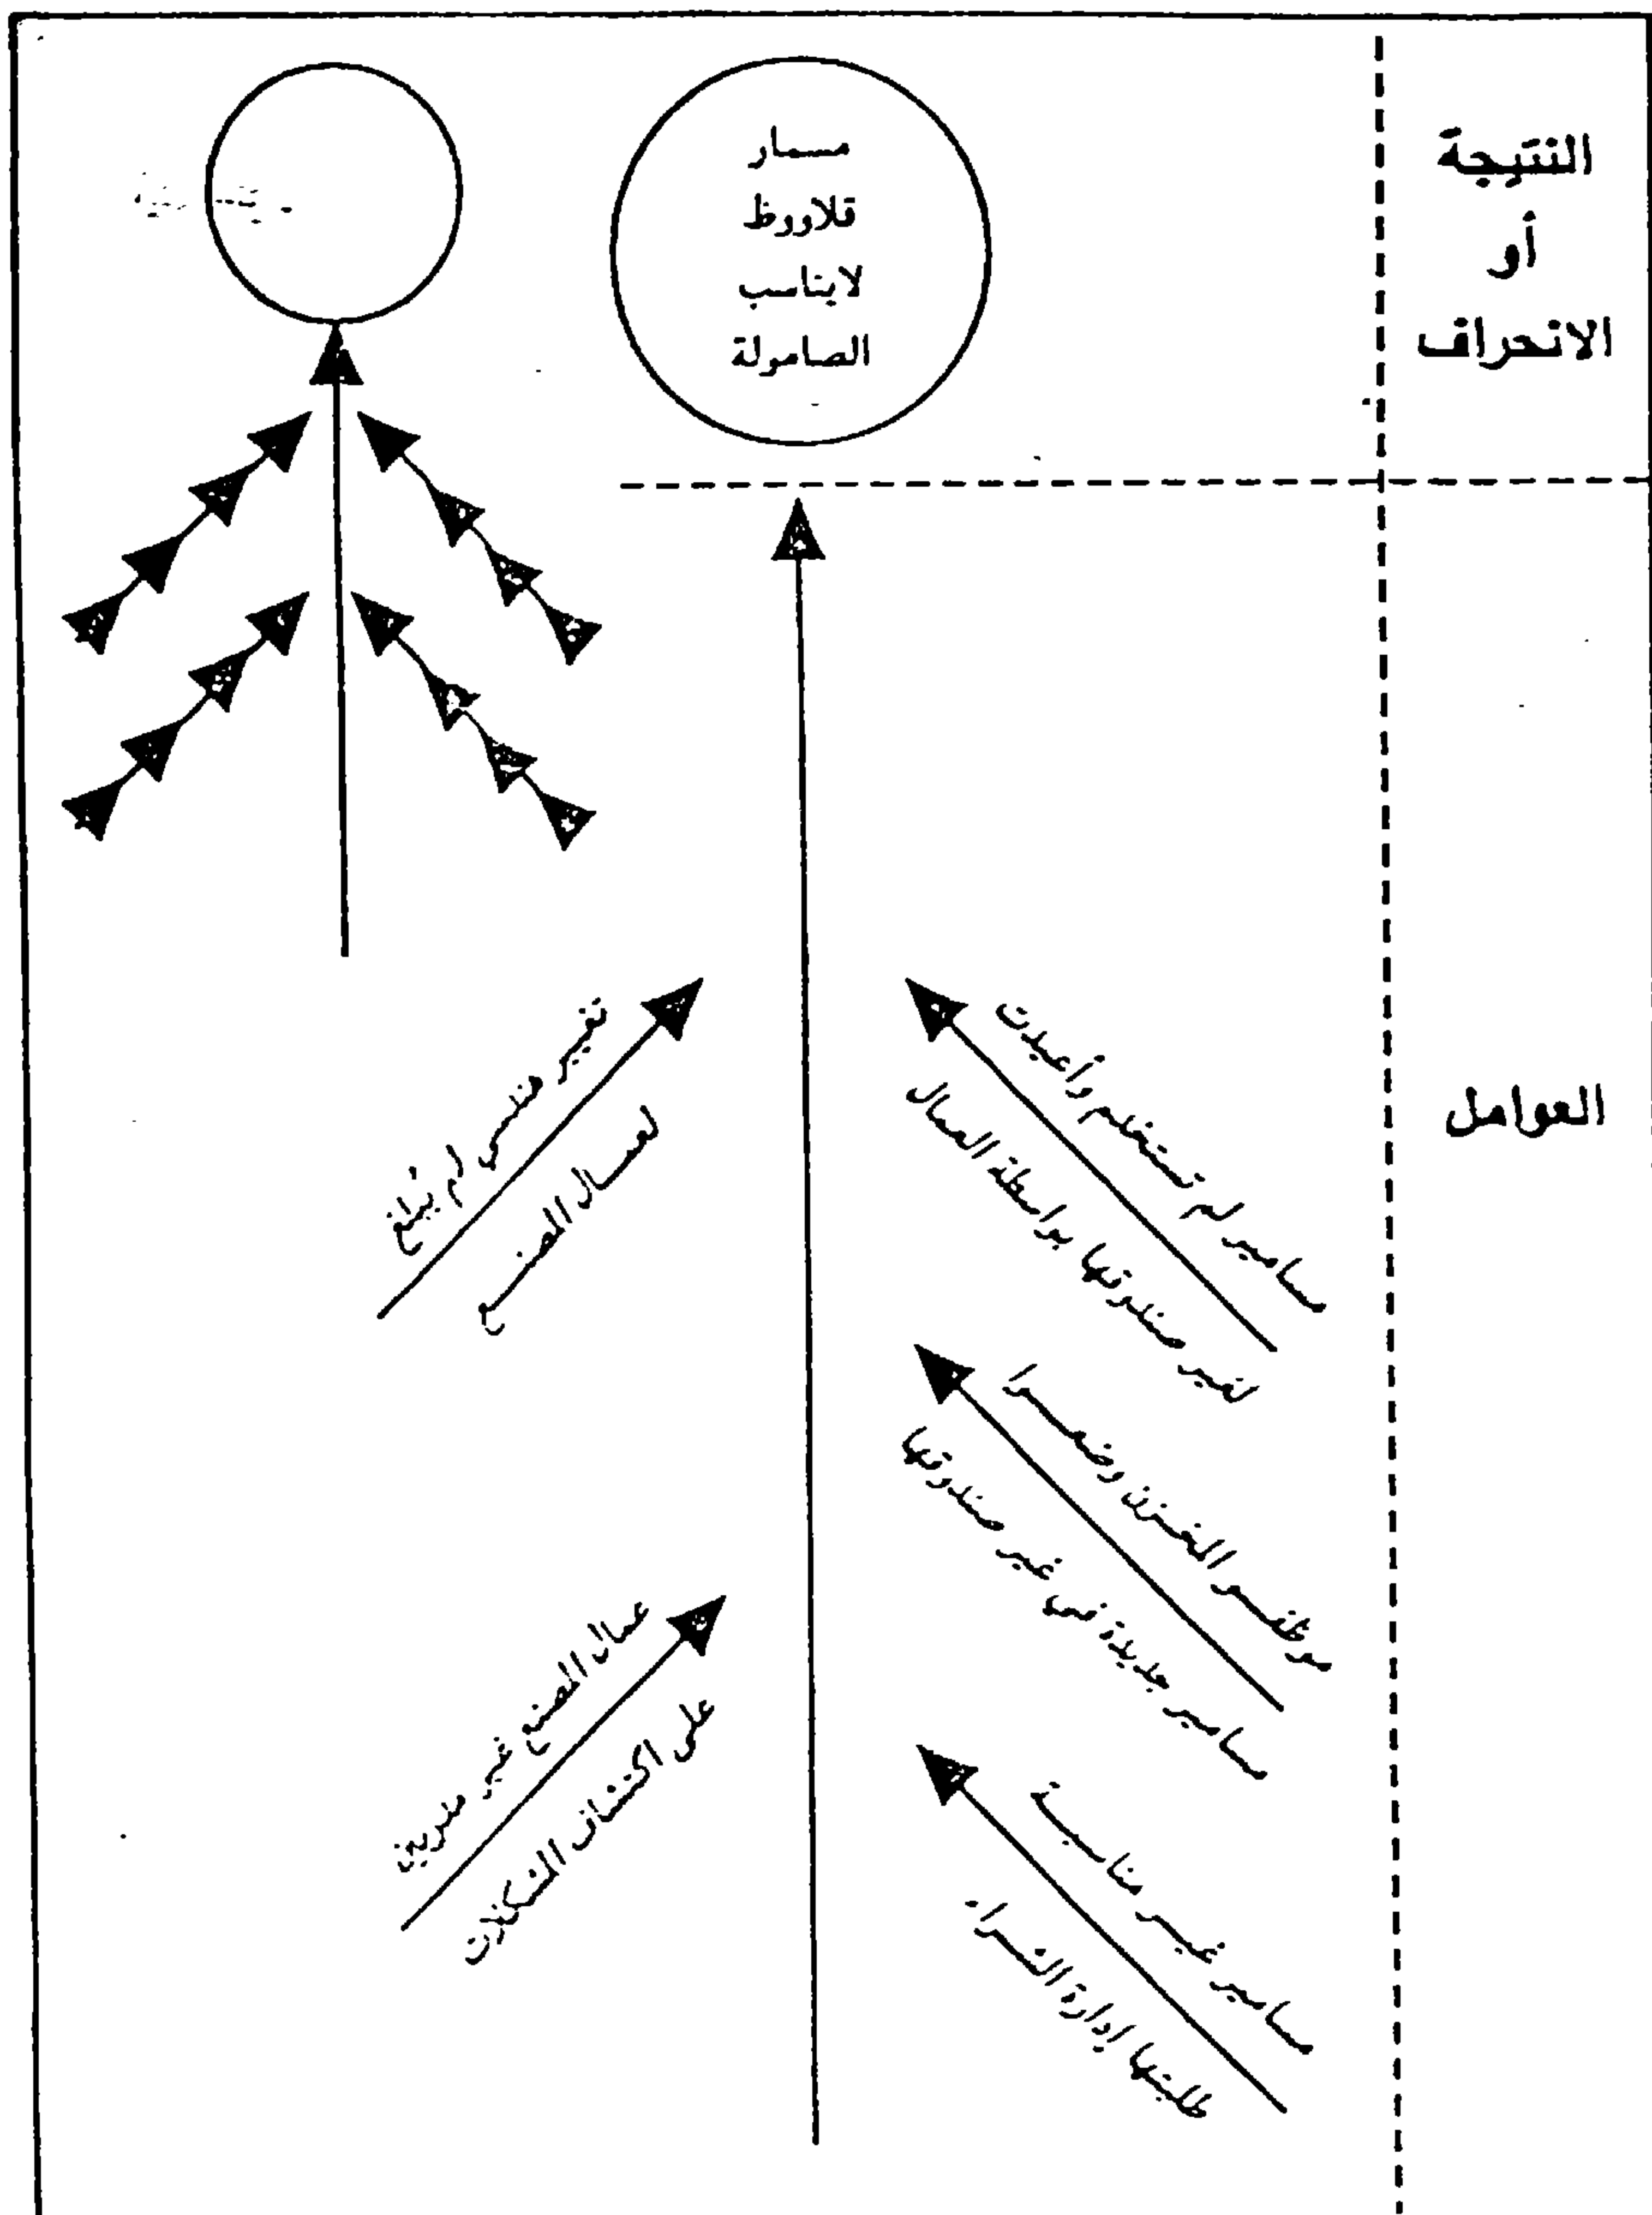 النتيجة
أو
الانحراف
مسمار
قلاووظ
لايناسب
الصامولة
العوامل
مسامير لم تستخدم وأعيدت
لغير صندوقها بواسطة العمال
تغيير هندسى لم يبلغ
لعمال المصنع
موظفو المخزن وضعوا
مسامير جديدة فى غير صندوقها
عمال المصنع غير مدربين
على اكتشاف المشكلات
مسامير غير مناسبة
طلبتها إدارة الشراء